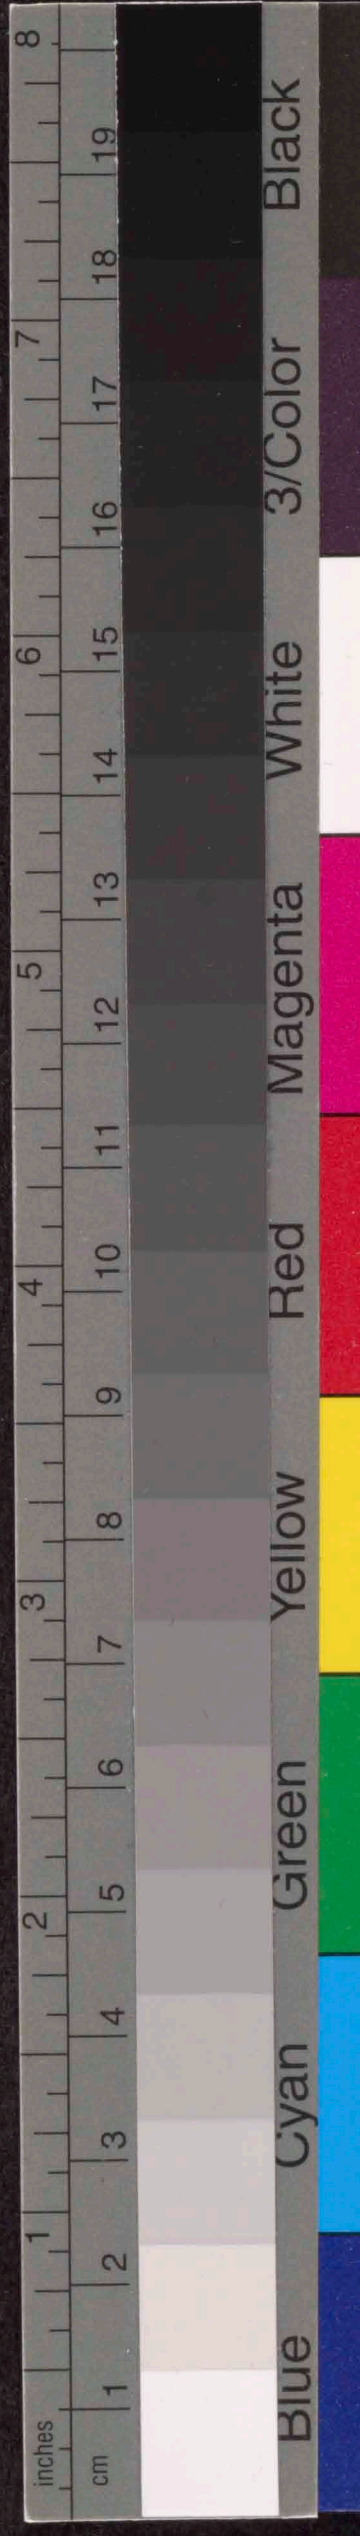 inches 1 2 3 4 5 6 7 8
cm 1 2 3 4 5 6 7 8 9 10 11 12 13 14 15 16 17 18 19
Blue Cyan Green Yellow Red Magenta White 3/Color Black